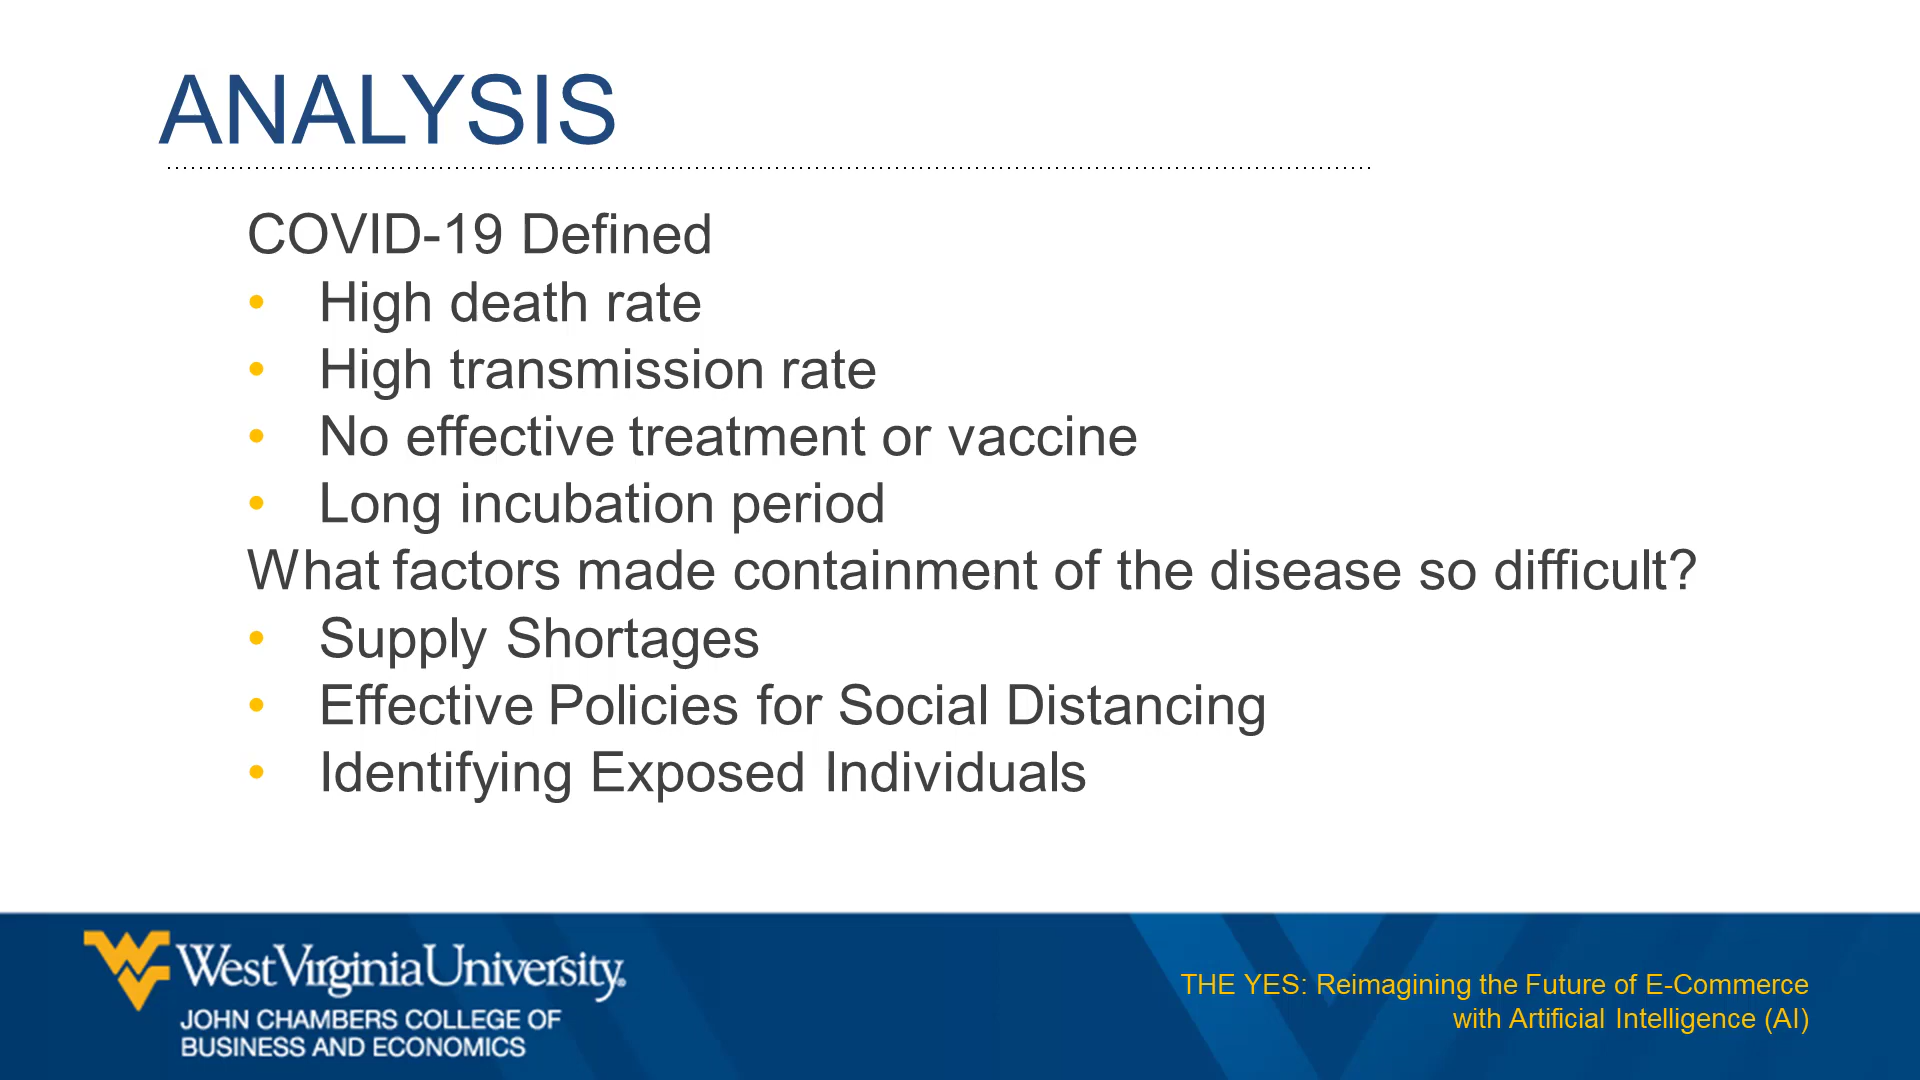 ANALYSIS
COVID-19 Defined
• High death rate
• High transmission rate
• No effective treatment or vaccine
• Long incubation period
What factors made containment of the disease so difficult?
• Supply Shortages
• Effective Policies for Social Distancing
• Identifying Exposed Individuals
WestVirginiaUniversity®
JOHN CHAMBERS COLLEGE OF
BUSINESS AND ECONOMICS
THE YES: Reimagining the Future of E-Commerce
with Artificial Intelligence (AI)